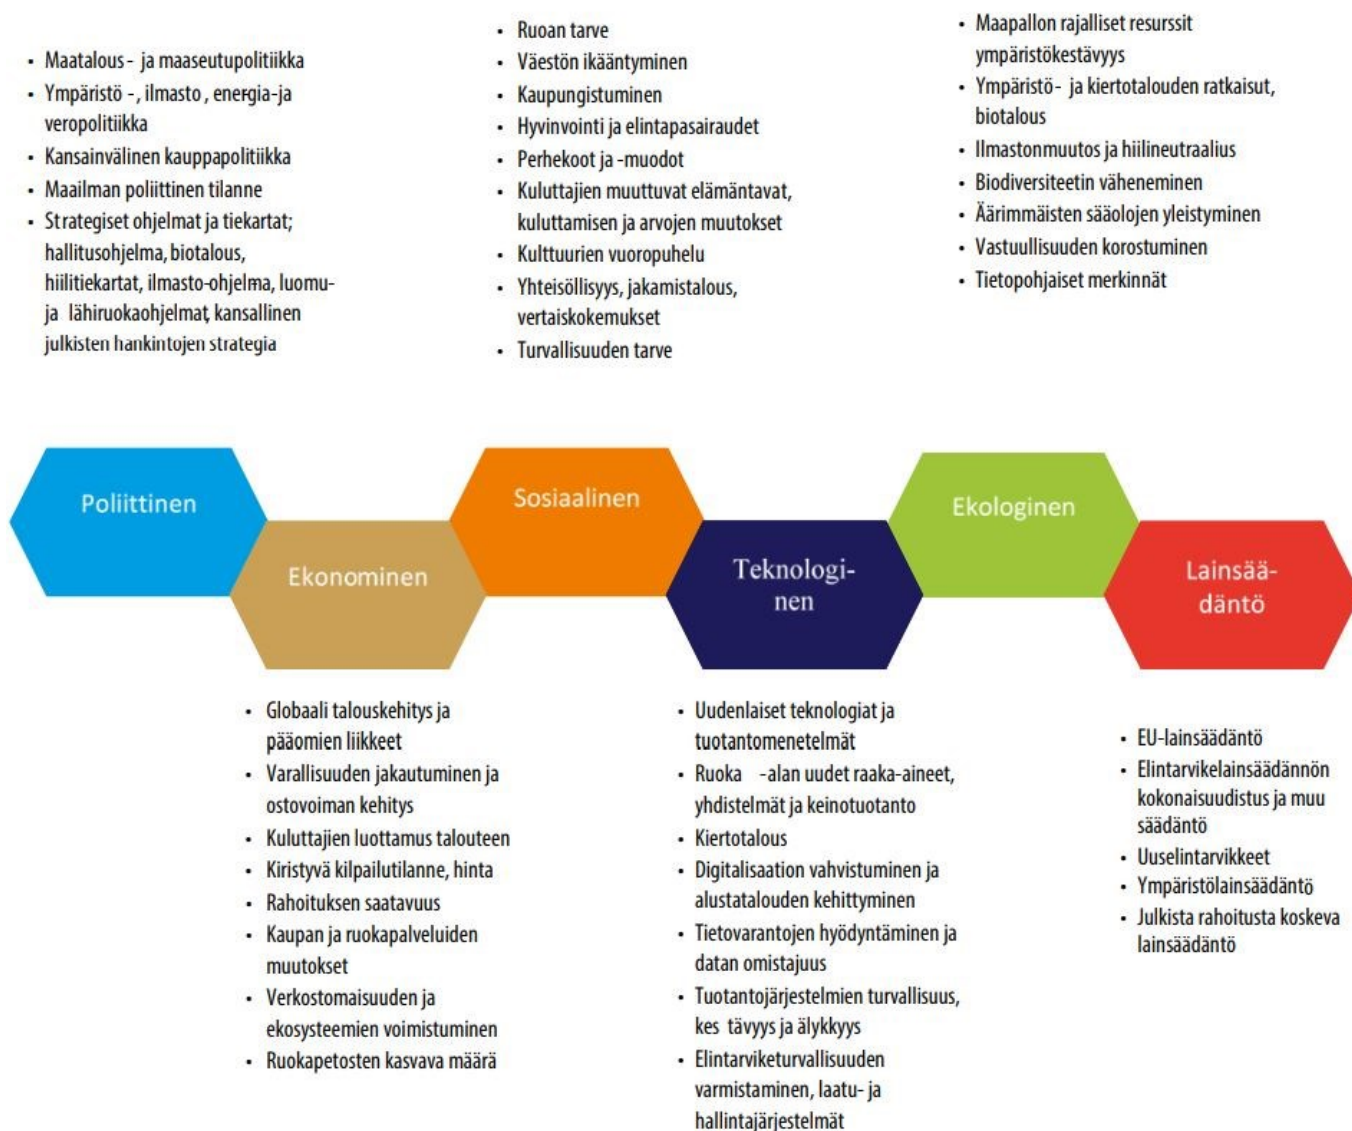 • Maatalous - ja maaseutupolitiikka
• Ympäristö - , ilmasto , energia-ja
veropolitiikka
• Kansainvälinen kauppapolitiikka
• Maailman poliittinen tilanne
• Strategiset ohjelmat ja tiekartat;
hallitusohjelma, biotalous,
hiilitiekartat, ilmasto-ohjelma, luomu-
ja lähiruokaohjelmat, kansallinen
julkisten hankintojen strategia
• Ruoan tarve
• Väestön ikääntyminen
• Kaupungistuminen
• Hyvinvointi ja elintapasairaudet
• Perhekoot ja -muodot
• Kuluttajien muuttuvat elämäntavat,
kuluttamisen ja arvojen muutokset
• Kulttuurien vuoropuhelu
• Yhteisöllisyys, jakamistalous,
vertaiskokemukset
• Turvallisuuden tarve
• Maapallon rajalliset resurssit
ympäristökestävyys
• Ympäristö - ja kiertotalouden ratkaisut,
biotalous
• Ilmastonmuutos ja hiilineutraalius
• Biodiversiteetin väheneminen
• Äärimmäisten sääolojen yleistyminen
• Vastuullisuuden korostuminen
• Tietopohjaiset merkinnät
Poliittinen
Ekonominen
Sosiaalinen
Teknologi-
nen
Ekologinen
Lainsää-
däntö
• Globaali talouskehitys ja
pääomien liikkeet
• Varallisuuden jakautuminen ja
ostovoiman kehitys
• Kuluttajien luottamus talouteen
• Kiristyvä kilpailutilanne, hinta
• Rahoituksen saatavuus
• Kaupan ja ruokapalveluiden
muutokset
• Verkostomaisuuden ja
ekosysteemien voimistuminen
• Ruokapetosten kasvava määrä
• Uudenlaiset teknologiat ja
tuotantomenetelmät
• Ruoka -alan uudet raaka-aineet,
yhdistelmät ja keinotuotanto
• Kiertotalous
• Digitalisaation vahvistuminen ja
alustatalouden kehittyminen
• Tietovarantojen hyödyntäminen ja
datan omistajuus
• Tuotantojärjestelmien turvallisuus,
kes tävyys ja älykkyys
• Elintarviketurvallisuuden
varmistaminen, laatu- ja
hallintajärjestelmät
• EU-lainsäädäntö
• Elintarvikelainsäädännön
kokonaisuudistus ja muu
säädäntö
• Uuselintarvikkeet
• Ympäristölainsäädäntö
• Julkista rahoitusta koskeva
lainsäädäntö